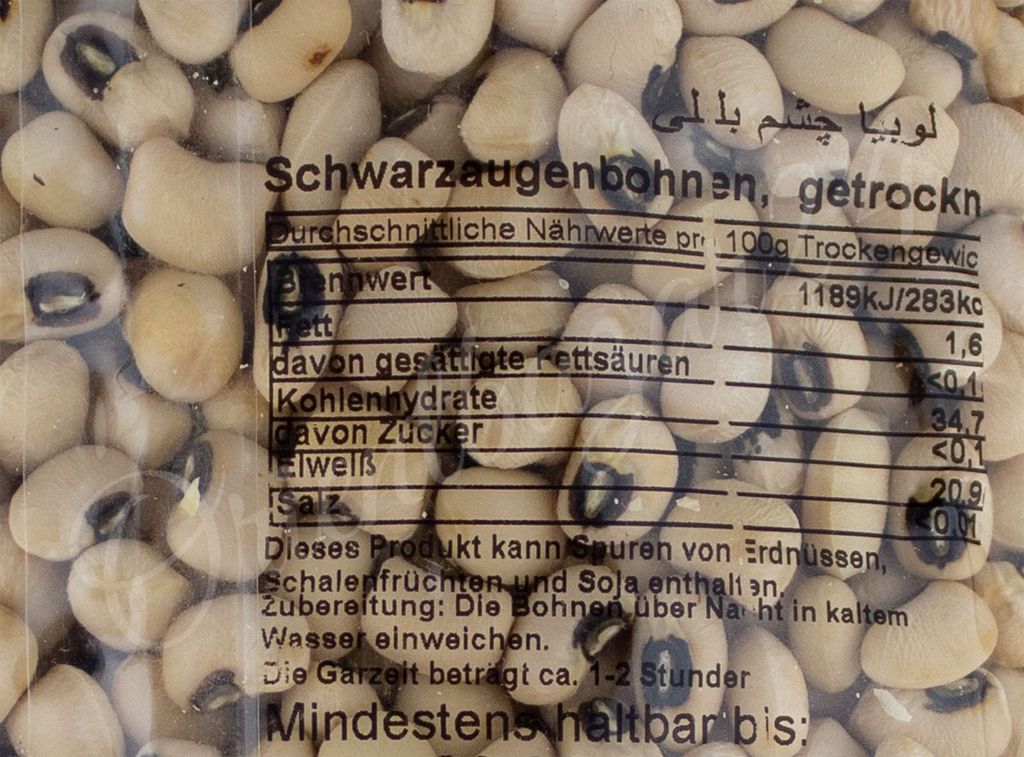 لوبيا چشم بلبلی
Schwarzaugenbohnen, getrockn
Durchschnittliche Nährwerte pro 100g Trockengewic
Brennwert 1189kJ/283kc
Fett 1,6
davon gesättigte Fettsäuren <0,1
Kohlenhydrate 34,7
davon Zucker <0,1
Eiweiß 20,9
Salz <0,01
Dieses Produkt kann Spuren von Erdnüssen,
Schalenfrüchten und Soja enthalten.
Zubereitung: Die Bohnen über Nacht in kaltem
Wasser einweichen.
Die Garzeit beträgt ca. 1-2 Stunden
Mindestens haltbar bis: